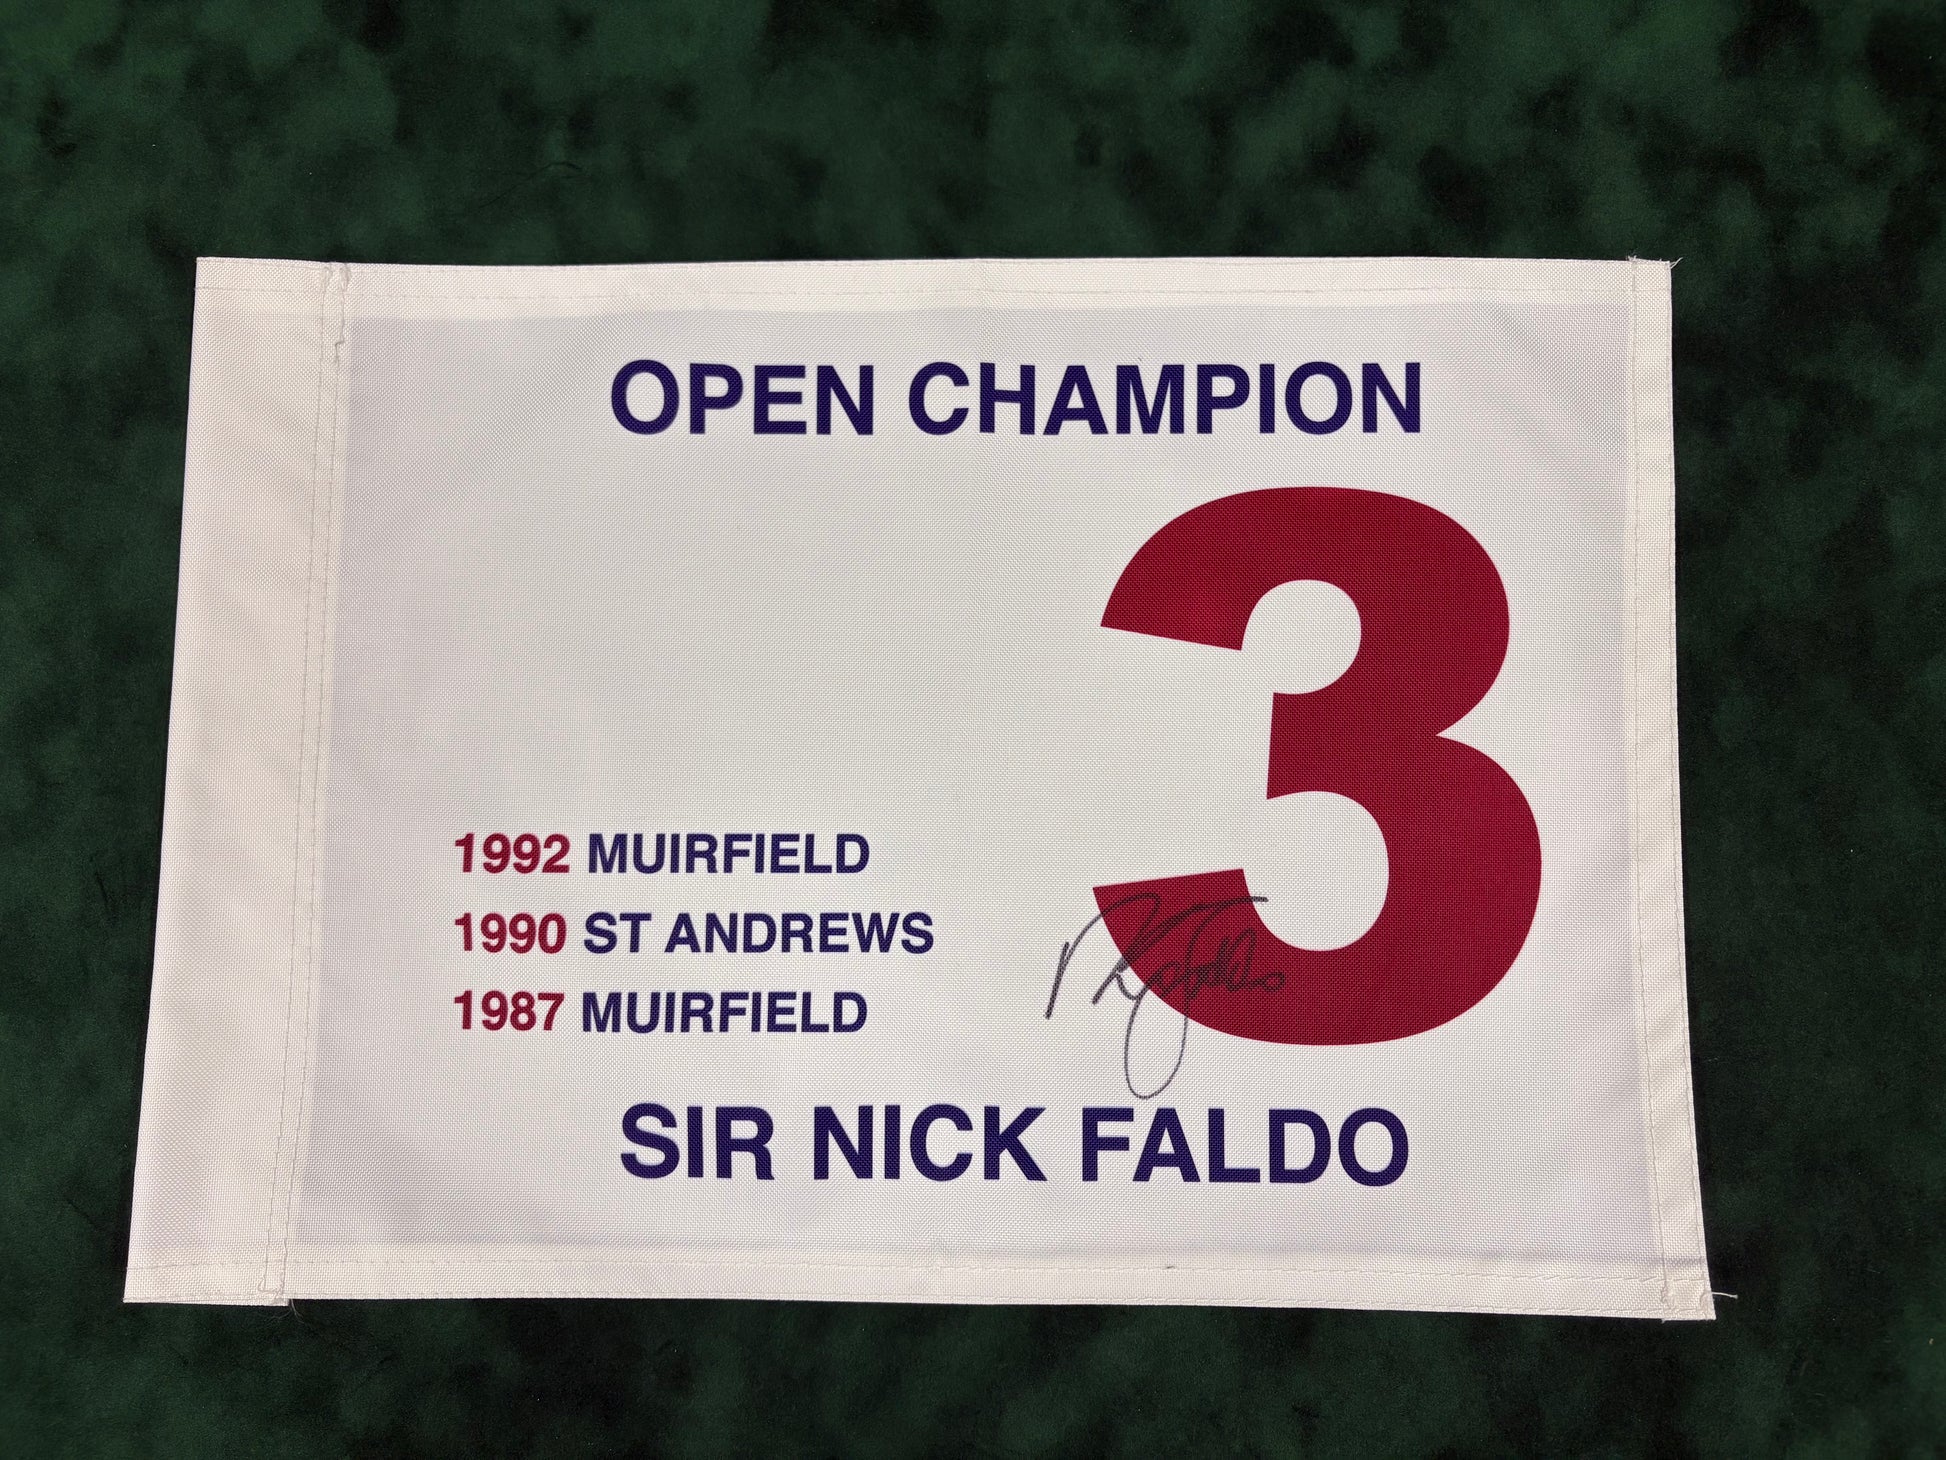 OPEN CHAMPION
3
1992 MUIRFIELD
1990 ST ANDREWS
1987 MUIRFIELD
SIR NICK FALDO